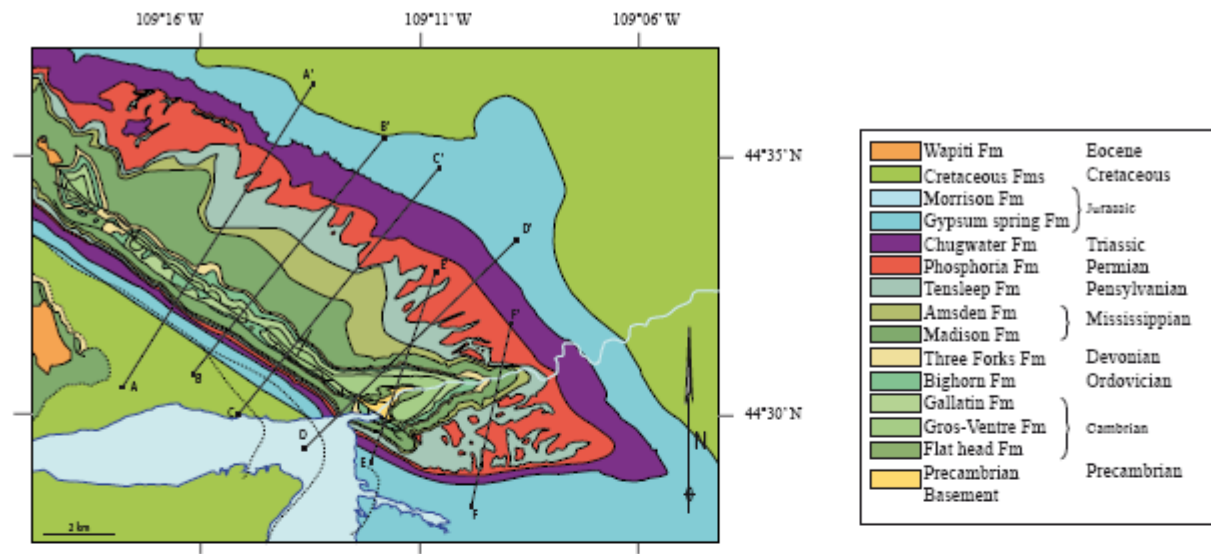 109°16' W
109°11' W
109°06' W
A'
B'
C'
44°35' N
D'
E'
F'
A
B
C
44°30' N
D
E
F
N
2 km
Wapiti Fm Eocene
Cretaceous Fms Cretaceous
Morrison Fm
Jurassic
Gypsum spring Fm
Chugwater Fm Triassic
Phosphoria Fm Permian
Tensleep Fm Pensylvanian
Amsden Fm
Mississippian
Madison Fm
Three Forks Fm Devonian
Bighorn Fm Ordovician
Gallatin Fm
Gros-Ventre Fm Cambrian
Flat head Fm
Precambrian Precambrian
Basement